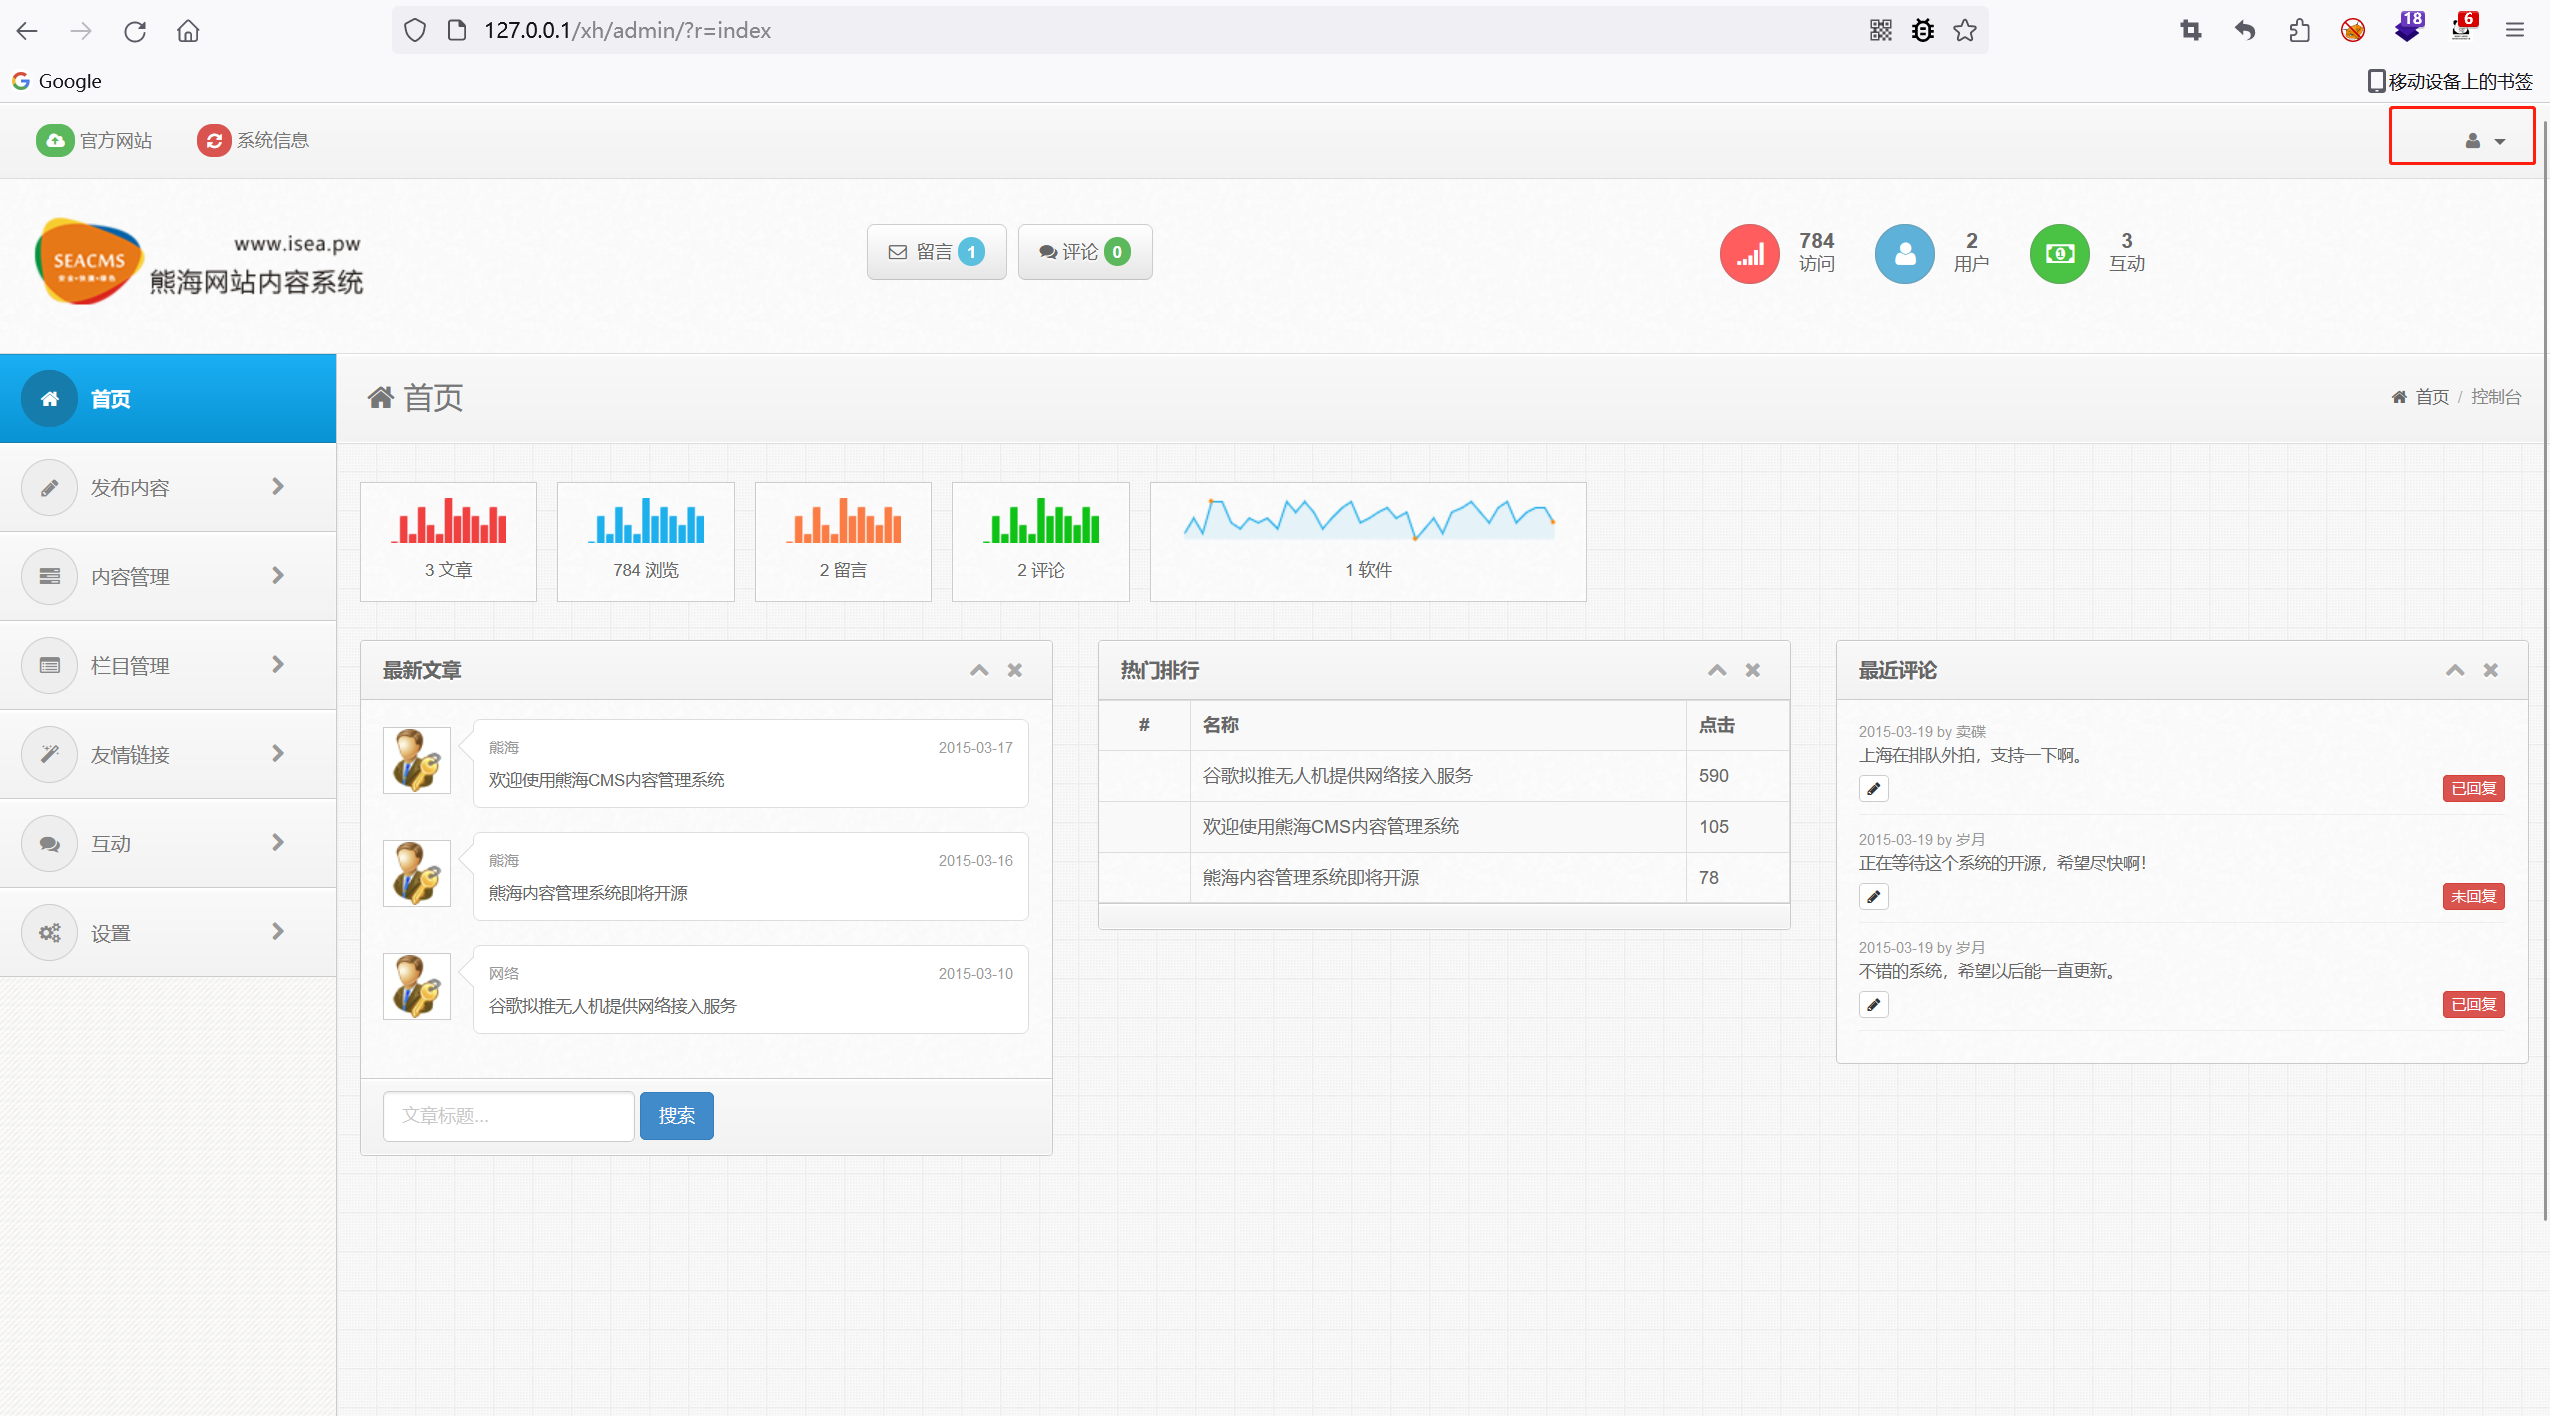 127.0.0.1/xh/admin/?r=index
18
6
Google
移动设备上的书签
官方网站
系统信息
SEACMS
www.isea.pw
熊海网站内容系统
留言 1
评论 0
784
访问
2
用户
3
互动
首页
发布内容
内容管理
栏目管理
友情链接
互动
设置
首页
首页 / 控制台
3 文章
784 浏览
2 留言
2 评论
1 软件
最新文章
熊海 2015-03-17
欢迎使用熊海CMS内容管理系统
熊海 2015-03-16
熊海内容管理系统即将开源
网络 2015-03-10
谷歌拟推无人机提供网络接入服务
文章标题...
搜索
热门排行
# 名称 点击
谷歌拟推无人机提供网络接入服务 590
欢迎使用熊海CMS内容管理系统 105
熊海内容管理系统即将开源 78
最近评论
2015-03-19 by 卖碟
上海在排队外拍，支持一下啊。
已回复
2015-03-19 by 岁月
正在等待这个系统的开源，希望尽快啊！
未回复
2015-03-19 by 岁月
不错的系统，希望以后能一直更新。
已回复